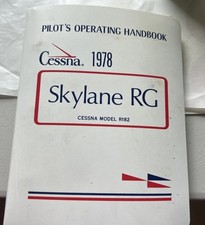 PILOT'S OPERATING HANDBOOK
Cessna. 1978
Skylane RG
CESSNA MODEL R182